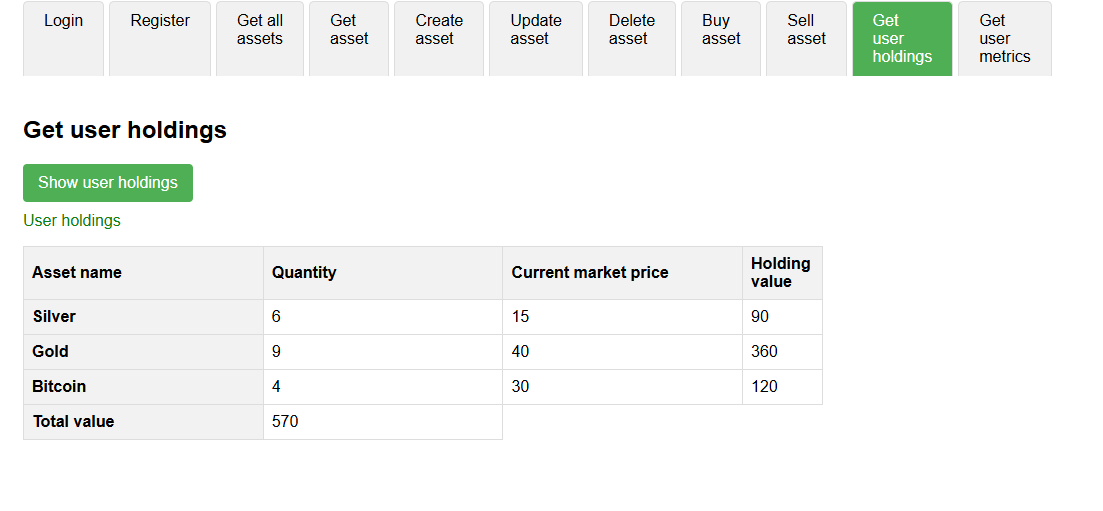 Login
Register
Get all
assets
Get
asset
Create
asset
Update
asset
Delete
asset
Buy
asset
Sell
asset
Get
user
holdings
Get
user
metrics
Get user holdings
Show user holdings
User holdings
Asset name Quantity Current market price Holding
value
Silver 6 15 90
Gold 9 40 360
Bitcoin 4 30 120
Total value 570